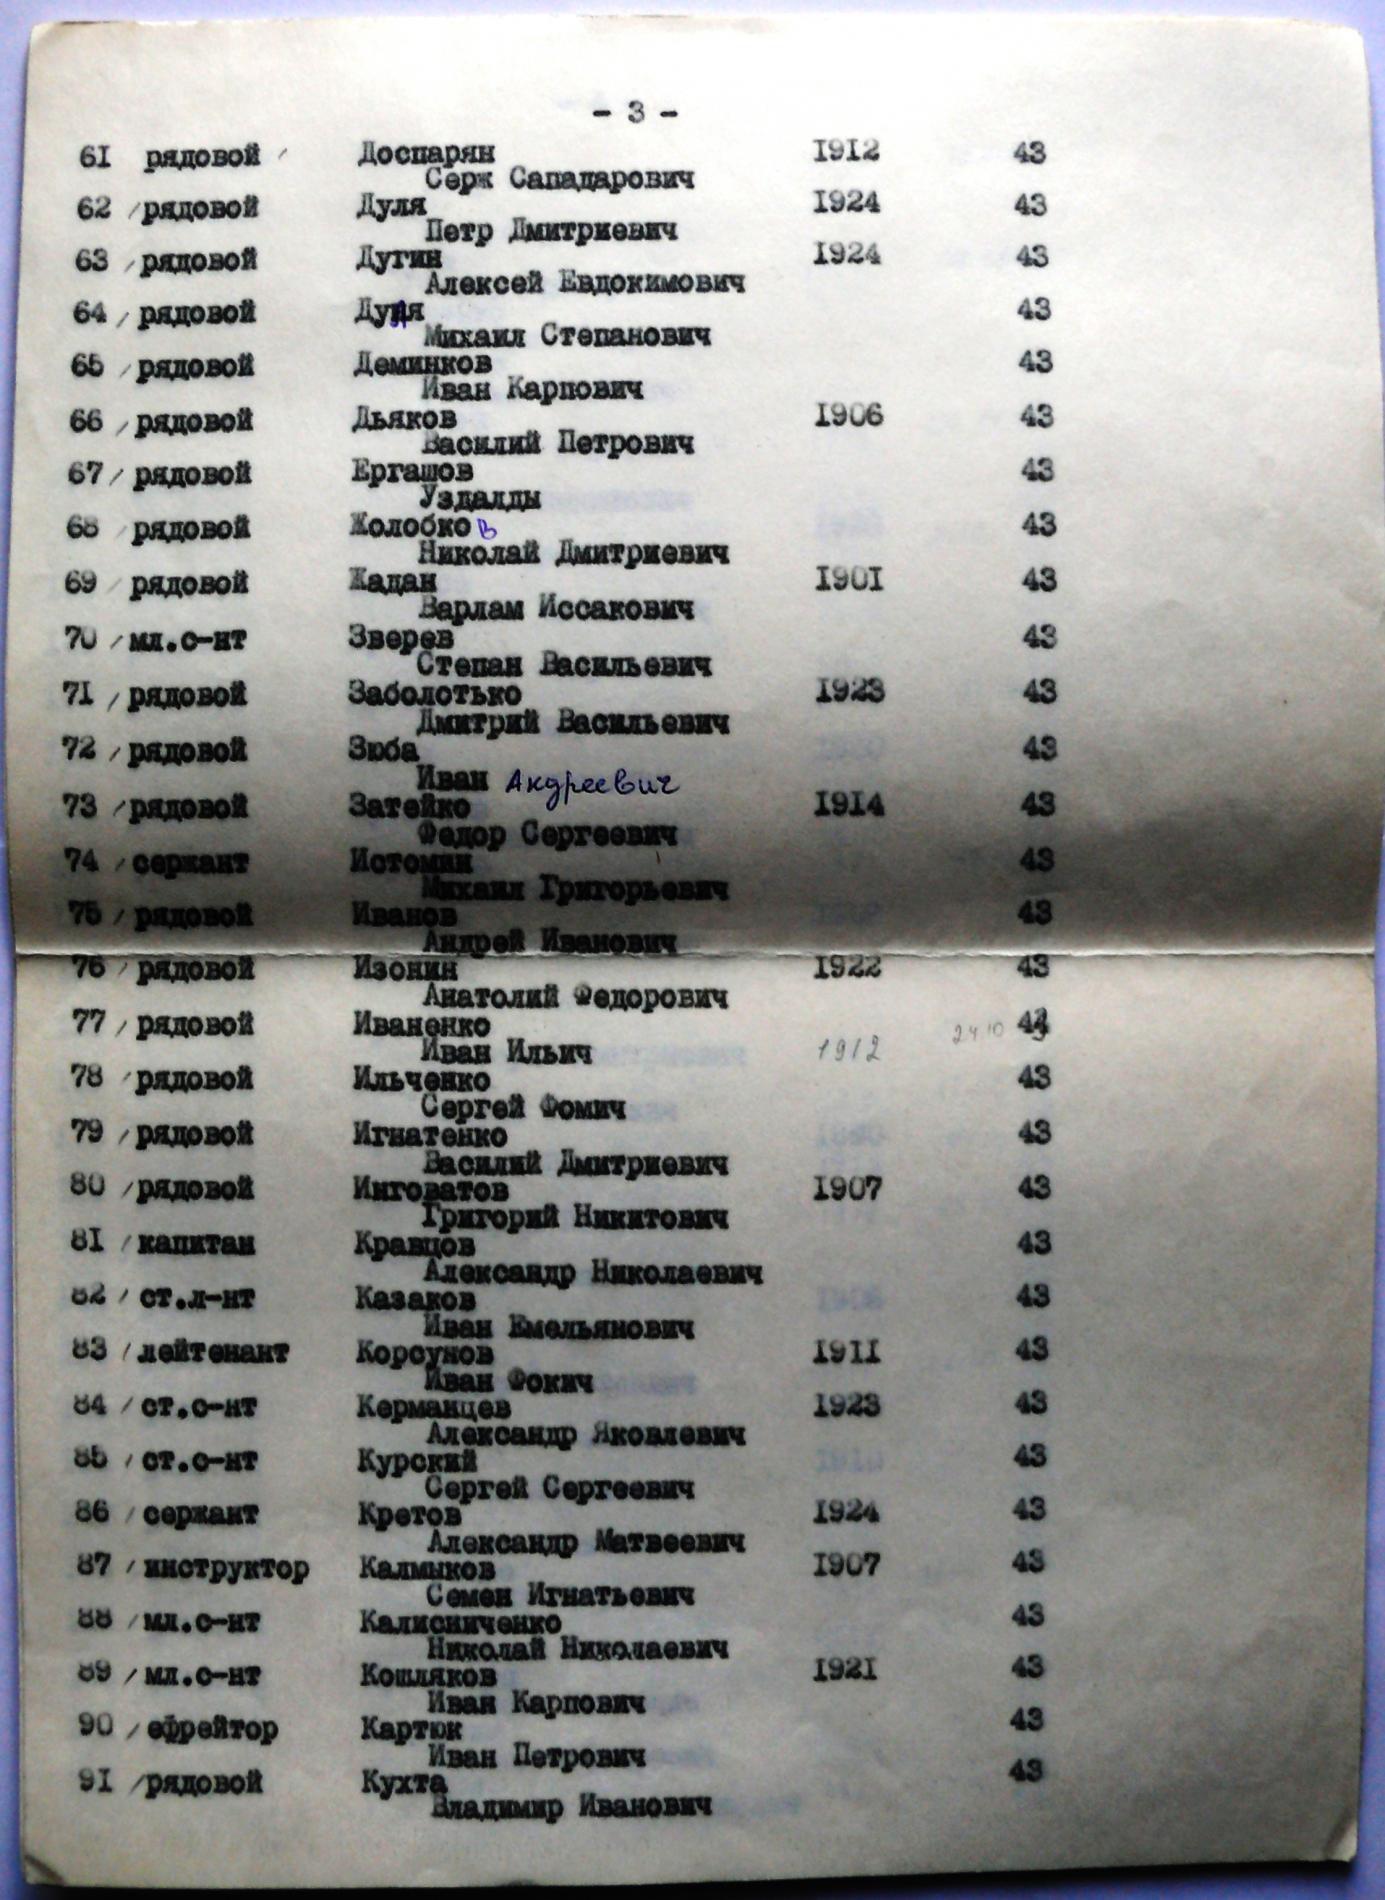 - 3 -
61 рядовой Доспарян 1912 43
Серж Сападарович
62 рядовой Дуля 1924 43
Петр Дмитриевич
63 рядовой Дугин 1924 43
Алексей Евдокимович
64 рядовой Дуля 43
Михаил Степанович
65 рядовой Деминков 43
Иван Карпович
66 рядовой Дьяков 1906 43
Василий Петрович
67 рядовой Ергашов 43
Уздалды
68 рядовой Жолобков 43
Николай Дмитриевич
69 рядовой Жадан 1901 43
Варлам Иссакович
70 мл.с-нт Зверев 43
Степан Васильевич
71 рядовой Заболотько 1923 43
Дмитрий Васильевич
72 рядовой Зюба 43
Иван Андреевич
73 рядовой Затейко 1914 43
Федор Сергеевич
74 сержант Истомин 43
Михаил Григорьевич
75 рядовой Иванов 43
Андрей Иванович
76 рядовой Изонин 1922 43
Анатолий Федорович
77 рядовой Иваненко 24 10 43
Иван Ильич 1912
78 рядовой Ильченко 43
Сергей Фомич
79 рядовой Игнатенко 43
Василий Дмитриевич
80 рядовой Инговатов 1907 43
Григорий Никитович
81 капитан Кравцов 43
Александр Николаевич
82 ст.л-нт Казаков 43
Иван Емельянович
83 лейтенант Корсунов 1911 43
Иван Фокич
84 ст.с-нт Керманцев 1923 43
Александр Яковлевич
85 ст.с-нт Курский 43
Сергей Сергеевич
86 сержант Кретов 1924 43
Александр Матвеевич
87 инструктор Калмыков 1907 43
Семен Игнатьевич
88 мл.с-нт Калисниченко 43
Николай Николаевич
89 мл.с-нт Кошляков 1921 43
Иван Карпович
90 ефрейтор Картюк 43
Иван Петрович
91 рядовой Кухта 43
Владимир Иванович